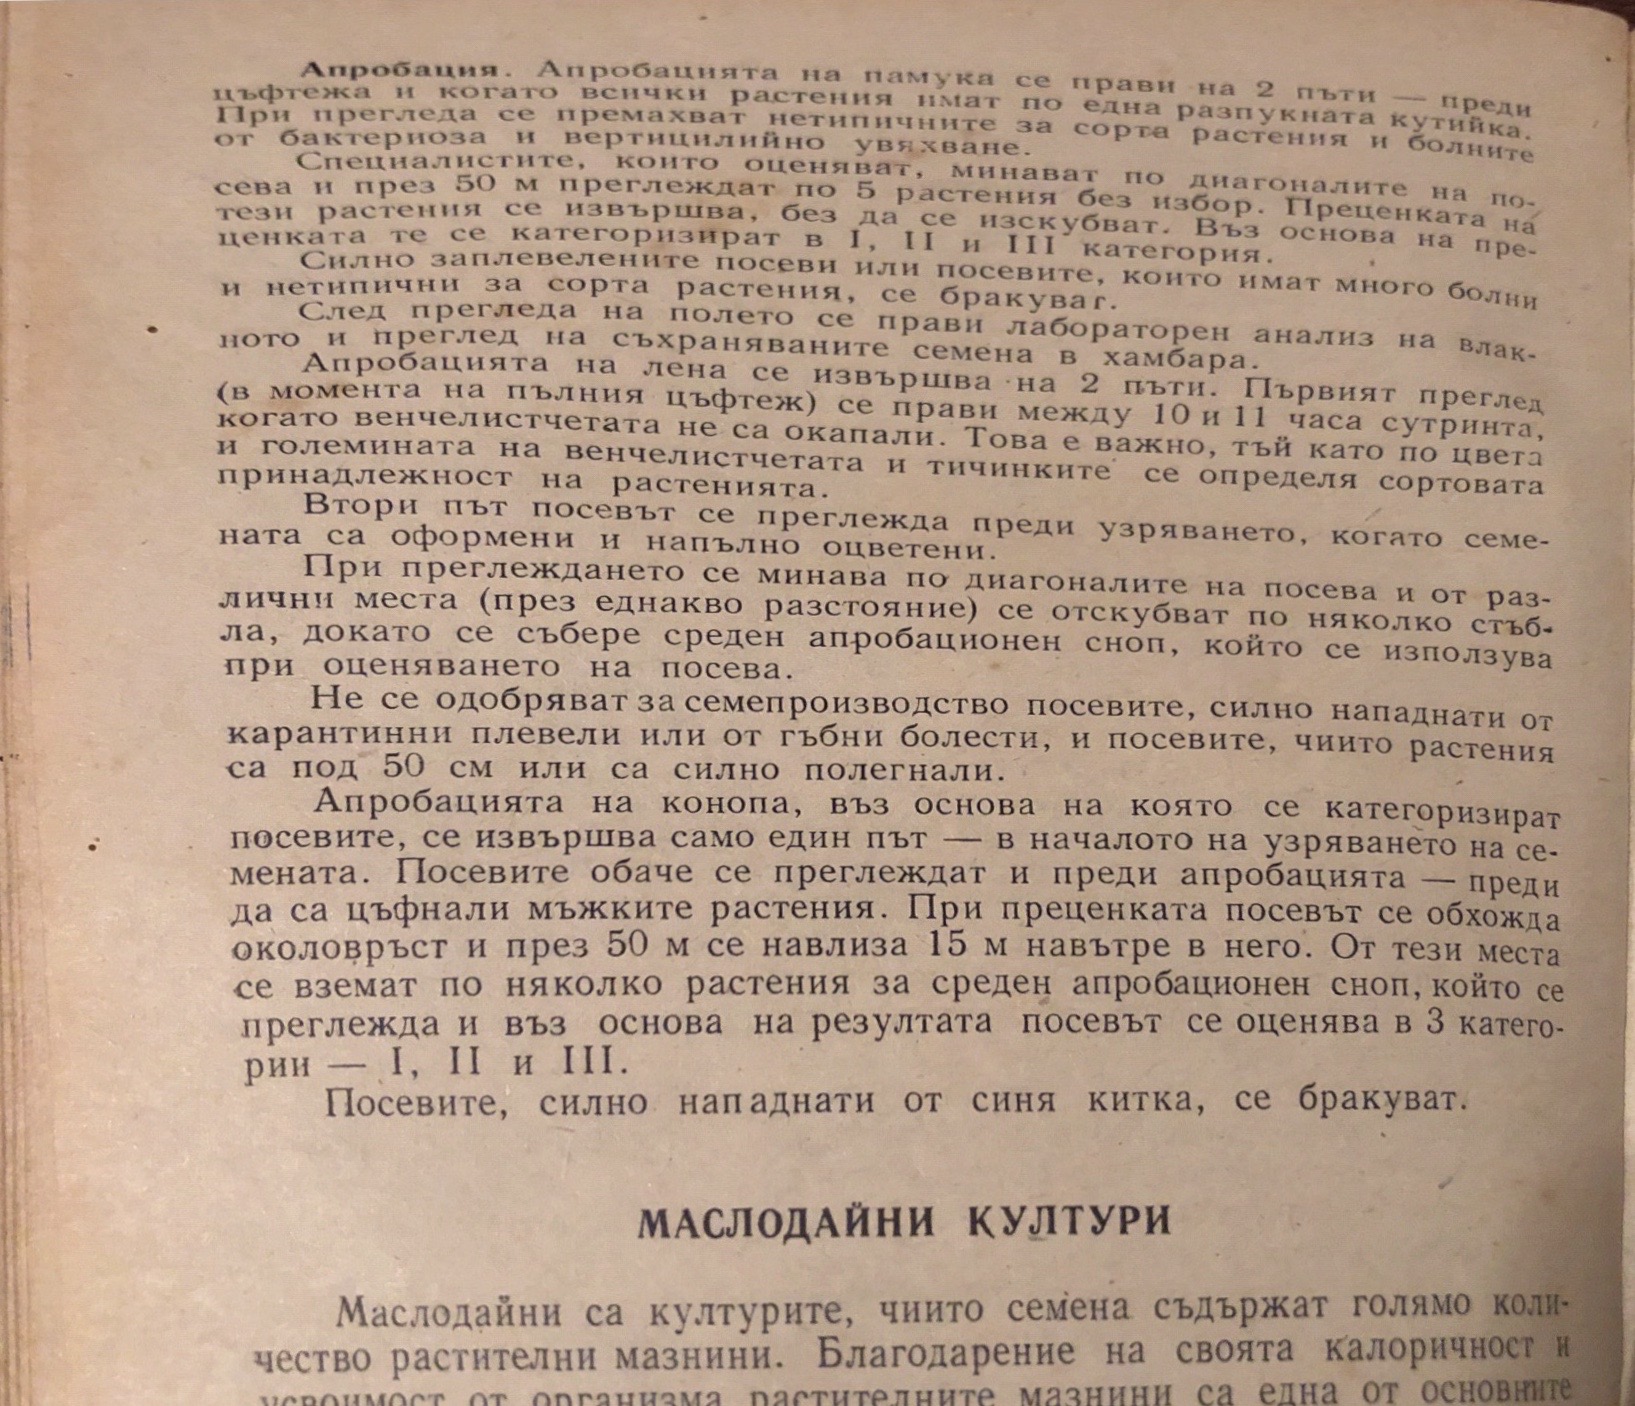 Апробация. Апробацията на памука се прави на 2 пъти — преди
цъфтежа и когато всички растения имат по една разпукната кутийка.
При прегледа се премахват нетипичните за сорта растения и болните
от бактериоза и вертицилийно увяхване.
Специалистите, които оценяват, минават по диагоналите на по-
сева и през 50 м преглеждат по 5 растения без избор. Преценката на
тези растения се извършва, без да се изскубват. Въз основа на пре-
ценката те се категоризират в I, II и III категория.
Силно заплевелените посеви или посевите, които имат много болни
и нетипични за сорта растения, се бракуват.
След прегледа на полето се прави лабораторен анализ на влак-
ното и преглед на съхраняваните семена в хамбара.
Апробацията на лена се извършва на 2 пъти. Първият преглед
(в момента на пълния цъфтеж) се прави между 10 и 11 часа сутринта,
когато венчелистчетата не са окапали. Това е важно, тъй като по цвета
и големината на венчелистчетата и тичинките се определя сортовата
принадлежност на растенията.
Втори път посевът се преглежда преди узряването, когато семе-
ната са оформени и напълно оцветени.
При преглеждането се минава по диагоналите на посева и от раз-
лични места (през еднакво разстояние) се отскубват по няколко стъб-
ла, докато се събере среден апробационен сноп, който се използува
при оценяването на посева.
Не се одобряват за семепроизводство посевите, силно нападнати от
карантинни плевели или от гъбни болести, и посевите, чиито растения
са под 50 см или са силно полегнали.
Апробацията на конопа, въз основа на която се категоризират
посевите, се извършва само един път — в началото на узряването на се-
мената. Посевите обаче се преглеждат и преди апробацията — преди
да са цъфнали мъжките растения. При преценката посевът се обхожда
околовръст и през 50 м се навлиза 15 м навътре в него. От тези места
се вземат по няколко растения за среден апробационен сноп, който се
преглежда и въз основа на резултата посевът се оценява в 3 катего-
рии — I, II и III.
Посевите, силно нападнати от синя китка, се бракуват.
МАСЛОДАЙНИ КУЛТУРИ
Маслодайни са културите, чиито семена съдържат голямо коли-
чество растителни мазнини. Благодарение на своята калоричност и
усвоимост от организма растителните мазнини са една от основните